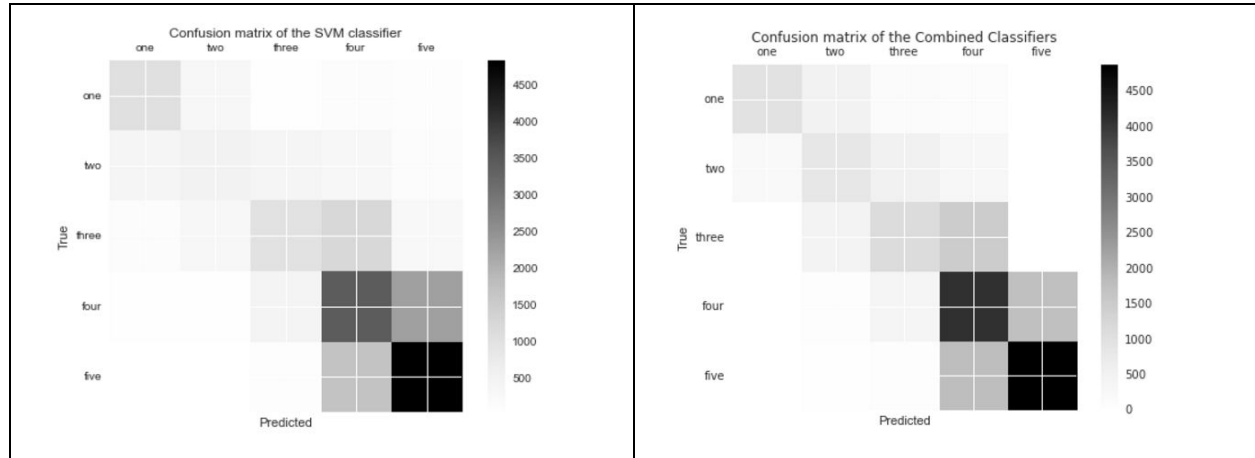 Confusion matrix of the SVM classifier
one two three four five
one
two
three
four
five
True
Predicted
4500
4000
3500
3000
2500
2000
1500
1000
500
Confusion matrix of the Combined Classifiers
one two three four five
one
two
three
four
five
True
Predicted
4500
4000
3500
3000
2500
2000
1500
1000
500
0